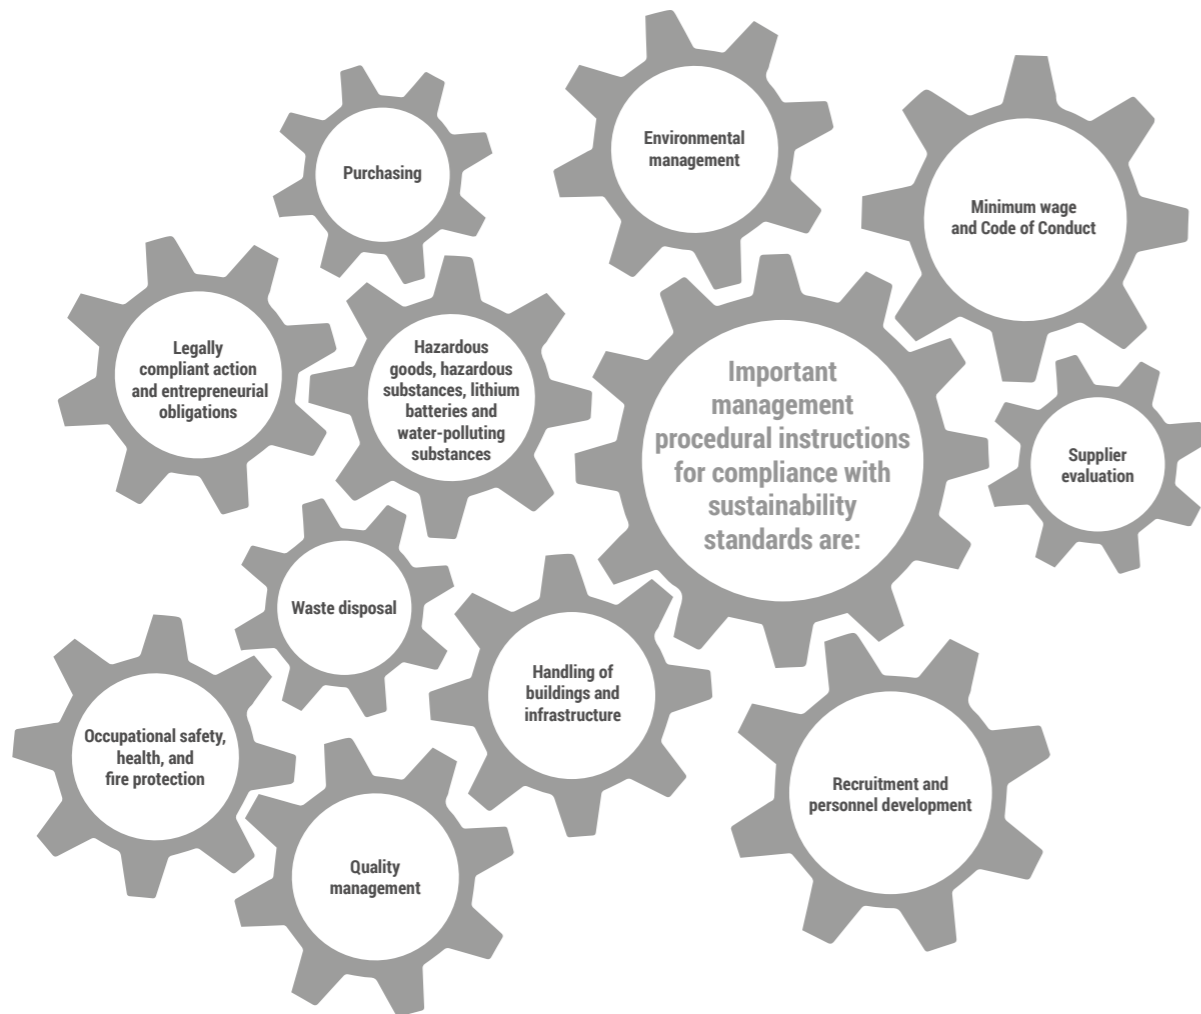 Purchasing
Environmental
management
Minimum wage
and Code of Conduct
Legally
compliant action
and entrepreneurial
obligations
Hazardous
goods, hazardous
substances, lithium
batteries and
water-polluting
substances
Important
management
procedural instructions
for compliance with
sustainability
standards are:
Supplier
evaluation
Waste disposal
Handling of
buildings and
infrastructure
Occupational safety,
health, and
fire protection
Recruitment and
personnel development
Quality
management